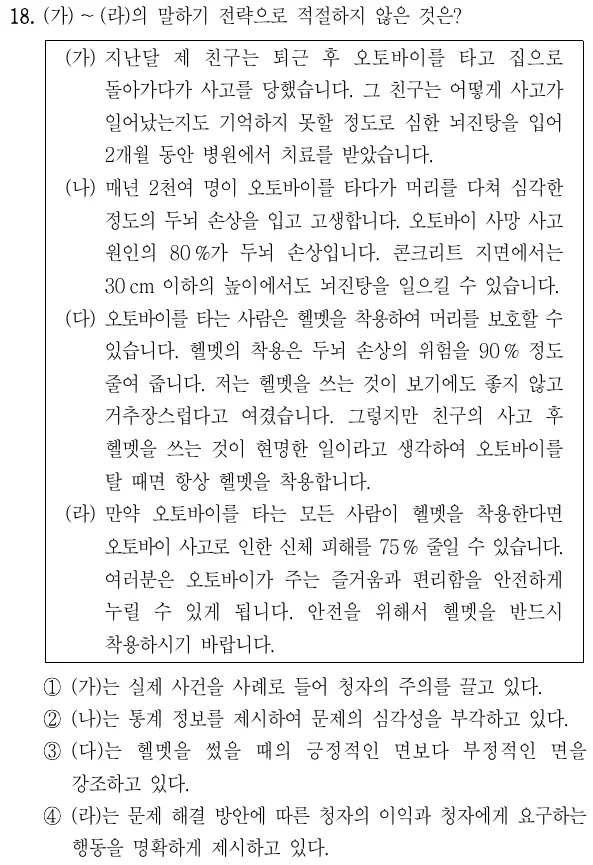 18. (가) ~ (라)의 말하기 전략으로 적절하지 않은 것은?
(가) 지난달 제 친구는 퇴근 후 오토바이를 타고 집으로
돌아가다가 사고를 당했습니다. 그 친구는 어떻게 사고가
일어났는지도 기억하지 못할 정도로 심한 뇌진탕을 입어
2개월 동안 병원에서 치료를 받았습니다.
(나) 매년 2천여 명이 오토바이를 타다가 머리를 다쳐 심각한
정도의 두뇌 손상을 입고 고생합니다. 오토바이 사망 사고
원인의 80%가 두뇌 손상입니다. 콘크리트 지면에서는
30cm 이하의 높이에서도 뇌진탕을 일으킬 수 있습니다.
(다) 오토바이를 타는 사람은 헬멧을 착용하여 머리를 보호할 수
있습니다. 헬멧의 착용은 두뇌 손상의 위험을 90% 정도
줄여 줍니다. 저는 헬멧을 쓰는 것이 보기에도 좋지 않고
거추장스럽다고 여겼습니다. 그렇지만 친구의 사고 후
헬멧을 쓰는 것이 현명한 일이라고 생각하여 오토바이를
탈 때면 항상 헬멧을 착용합니다.
(라) 만약 오토바이를 타는 모든 사람이 헬멧을 착용한다면
오토바이 사고로 인한 신체 피해를 75% 줄일 수 있습니다.
여러분은 오토바이가 주는 즐거움과 편리함을 안전하게
누릴 수 있게 됩니다. 안전을 위해서 헬멧을 반드시
착용하시기 바랍니다.
① (가)는 실제 사건을 사례로 들어 청자의 주의를 끌고 있다.
② (나)는 통계 정보를 제시하여 문제의 심각성을 부각하고 있다.
③ (다)는 헬멧을 썼을 때의 긍정적인 면보다 부정적인 면을
강조하고 있다.
④ (라)는 문제 해결 방안에 따른 청자의 이익과 청자에게 요구하는
행동을 명확하게 제시하고 있다.